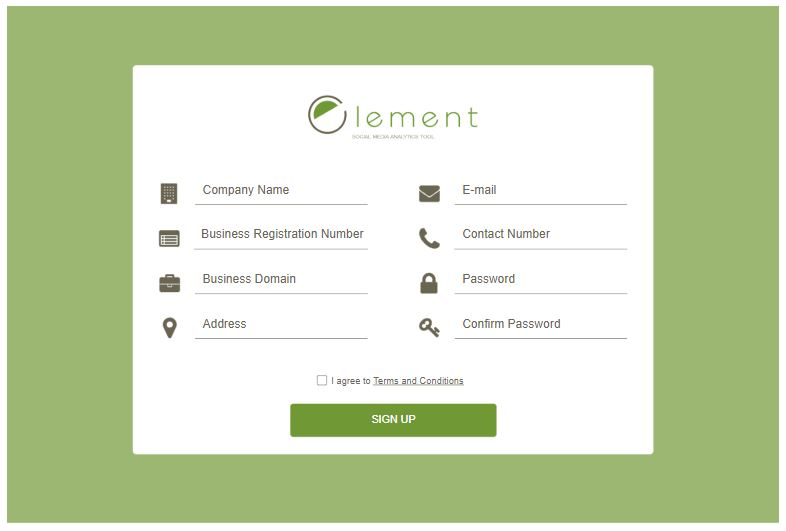 lement
SOCIAL MEDIA ANALYTICS TOOL
Company Name
Business Registration Number
Business Domain
Address
E-mail
Contact Number
Password
Confirm Password
I agree to Terms and Conditions
SIGN UP